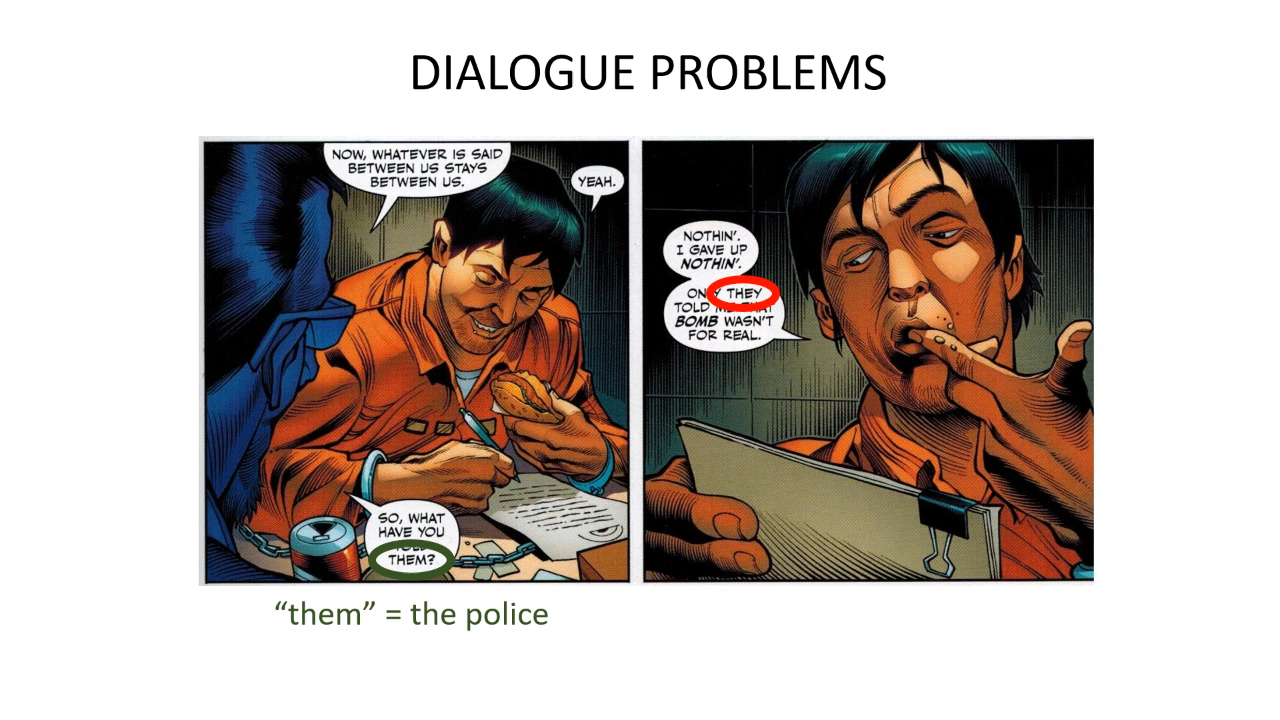 DIALOGUE PROBLEMS
NOW, WHATEVER IS SAID
BETWEEN US STAYS
BETWEEN US.
YEAH.
SO, WHAT
HAVE YOU
THEM?
NOTHIN'.
I GAVE UP
NOTHIN'.
THEY
TOLD
BOMB WASN'T
FOR REAL.
“them” = the police